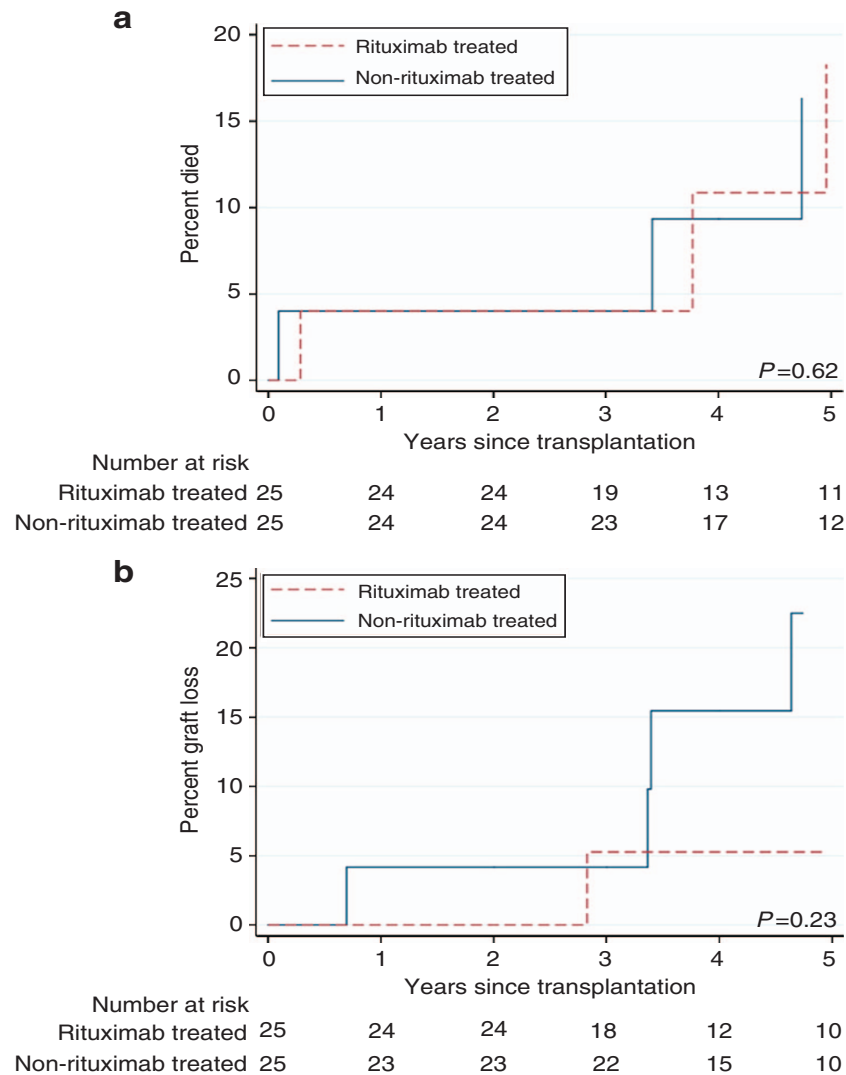 a
20
15
10
5
0
Percent died
Rituximab treated
Non-rituximab treated
P=0.62
0 1 2 3 4 5
Years since transplantation
Number at risk
Rituximab treated 25 24 24 19 13 11
Non-rituximab treated 25 24 24 23 17 12
b
25
20
15
10
5
0
Percent graft loss
Rituximab treated
Non-rituximab treated
P=0.23
0 1 2 3 4 5
Years since transplantation
Number at risk
Rituximab treated 25 24 24 18 12 10
Non-rituximab treated 25 23 23 22 15 10